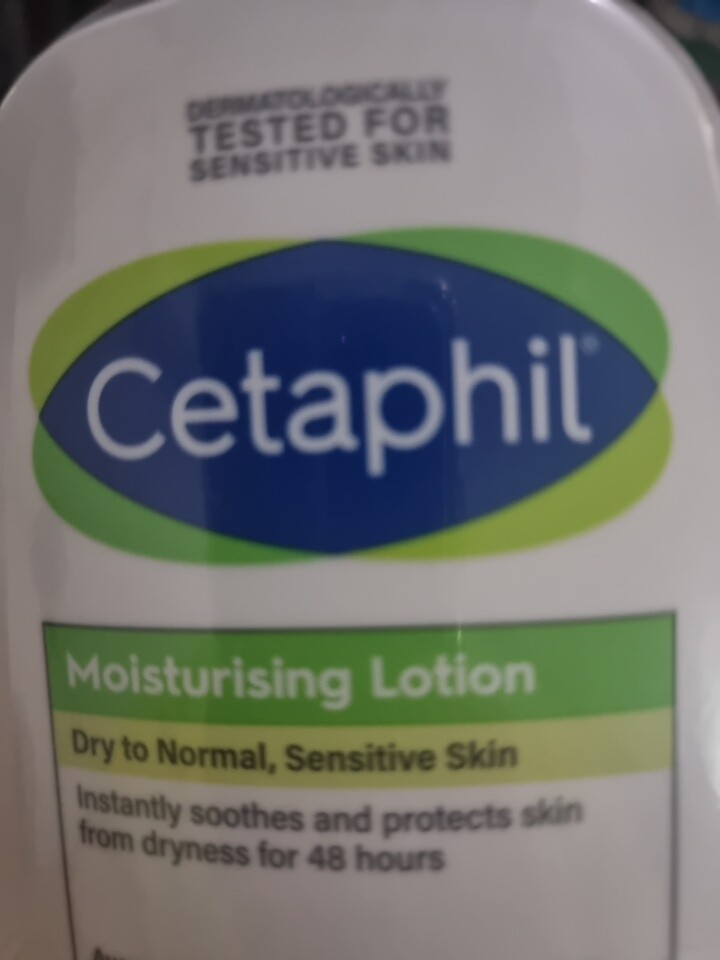 DERMATOLOGICALLY
TESTED FOR
SENSITIVE SKIN
Cetaphil®
Moisturising Lotion
Dry to Normal, Sensitive Skin
Instantly soothes and protects skin
from dryness for 48 hours